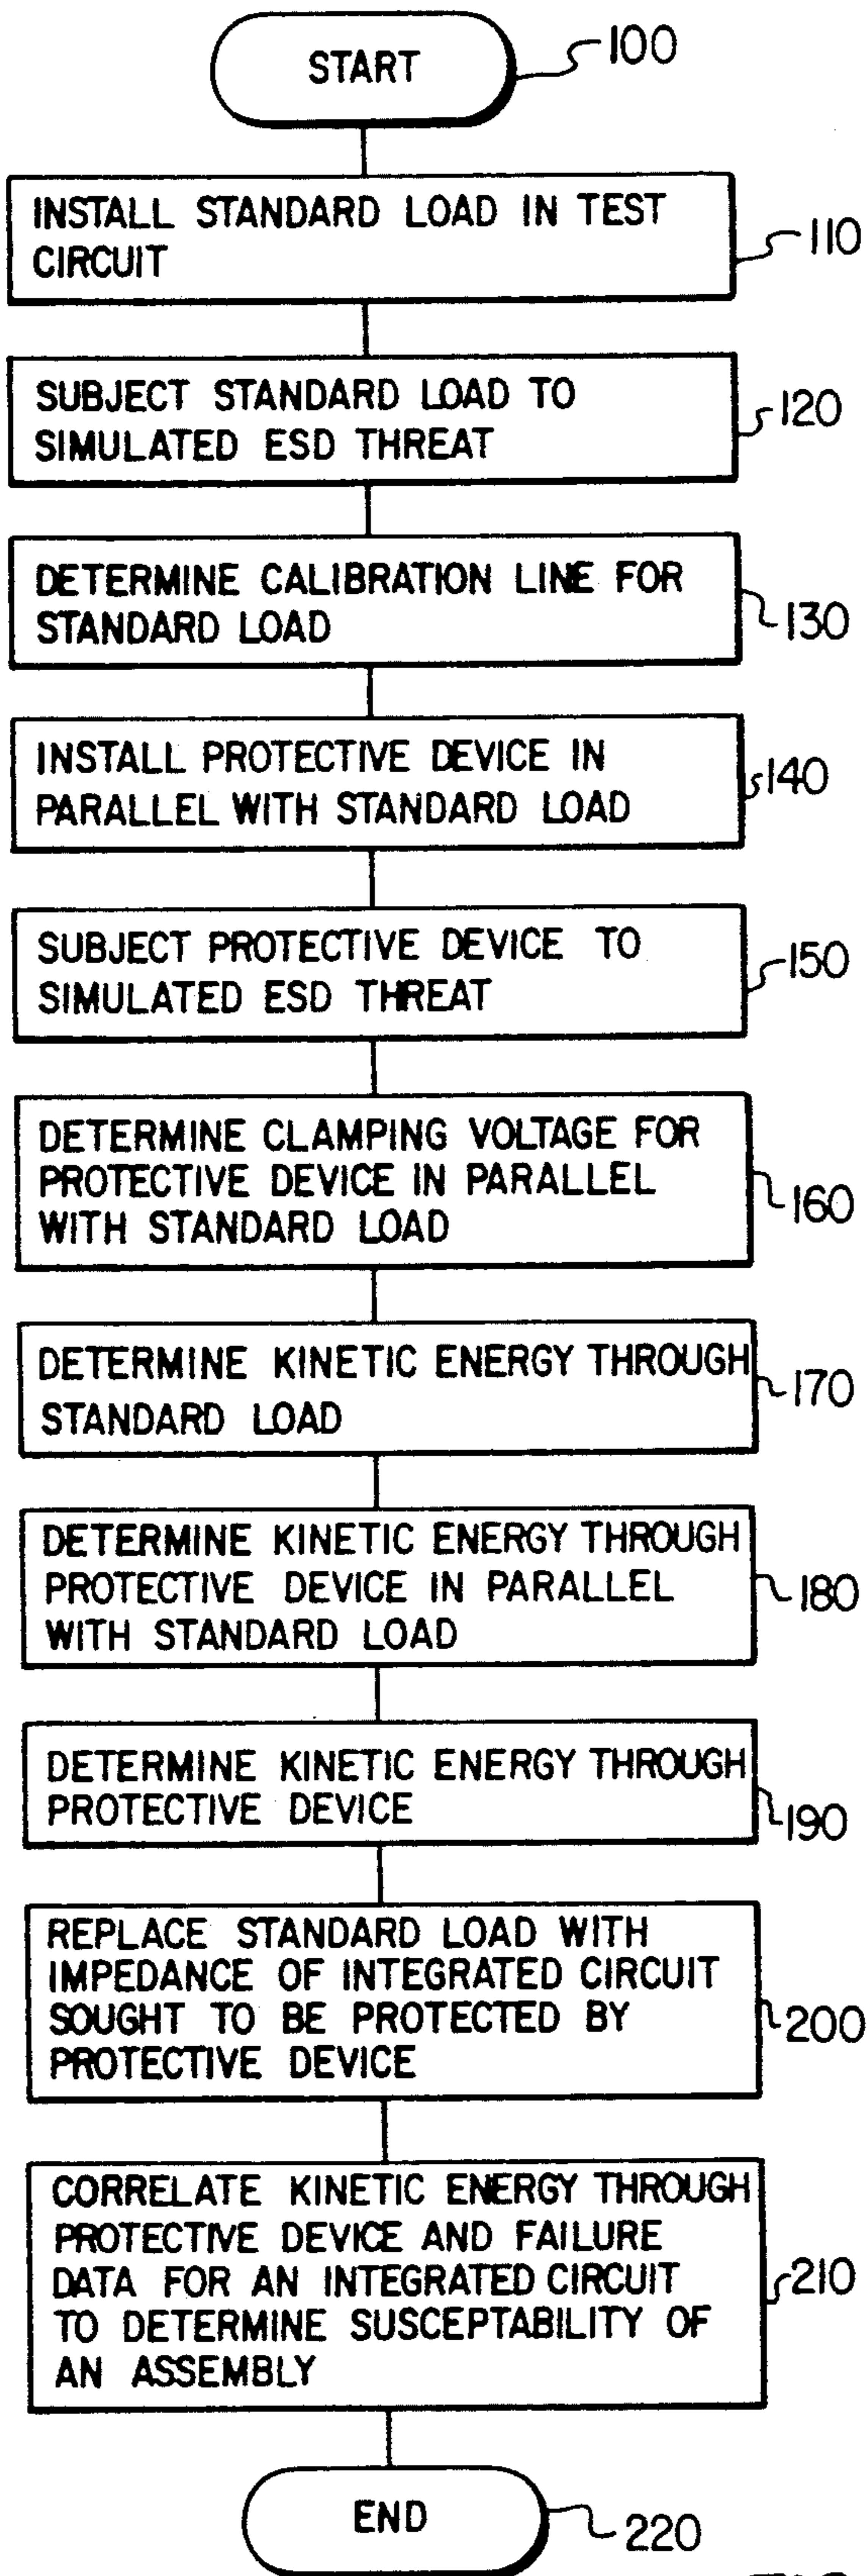 START
100
INSTALL STANDARD LOAD IN TEST
CIRCUIT
110
SUBJECT STANDARD LOAD TO
SIMULATED ESD THREAT
120
DETERMINE CALIBRATION LINE FOR
STANDARD LOAD
130
INSTALL PROTECTIVE DEVICE IN
PARALLEL WITH STANDARD LOAD
140
SUBJECT PROTECTIVE DEVICE TO
SIMULATED ESD THREAT
150
DETERMINE CLAMPING VOLTAGE FOR
PROTECTIVE DEVICE IN PARALLEL
WITH STANDARD LOAD
160
DETERMINE KINETIC ENERGY THROUGH
STANDARD LOAD
170
DETERMINE KINETIC ENERGY THROUGH
PROTECTIVE DEVICE IN PARALLEL
WITH STANDARD LOAD
180
DETERMINE KINETIC ENERGY THROUGH
PROTECTIVE DEVICE
190
REPLACE STANDARD LOAD WITH
IMPEDANCE OF INTEGRATED CIRCUIT
SOUGHT TO BE PROTECTED BY
PROTECTIVE DEVICE
200
CORRELATE KINETIC ENERGY THROUGH
PROTECTIVE DEVICE AND FAILURE
DATA FOR AN INTEGRATED CIRCUIT
TO DETERMINE SUSCEPTABILITY OF
AN ASSEMBLY
210
END
220